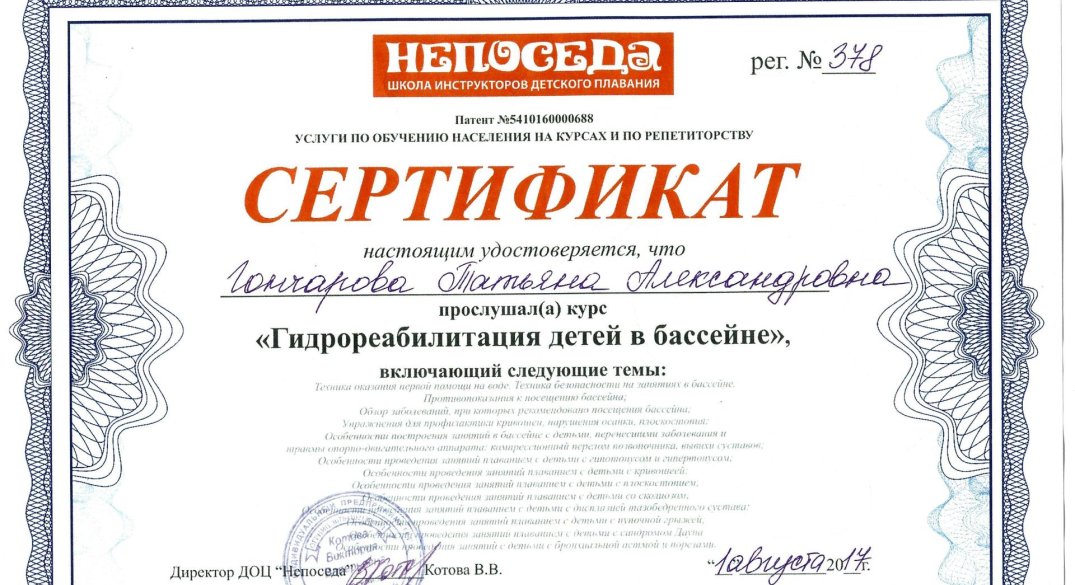 НЕПОСЕДА
ШКОЛА ИНСТРУКТОРОВ ДЕТСКОГО ПЛАВАНИЯ
рег. № 378
Патент №5410160000688
УСЛУГИ ПО ОБУЧЕНИЮ НАСЕЛЕНИЯ НА КУРСАХ И ПО РЕПЕТИТОРСТВУ
СЕРТИФИКАТ
настоящим удостоверяется, что
Гончарова Татьяна Александровна
прослушал(а) курс
«Гидрореабилитация детей в бассейне»,
включающий следующие темы:
Техника оказания первой помощи на воде. Техника безопасности на занятиях в бассейне.
Противопоказания к посещению бассейна;
Обзор заболеваний, при которых рекомендовано посещения бассейна;
Упражнения для профилактики кривошеи, нарушения осанки, плоскостопия;
Особенности построения занятий в бассейне с детьми, перенесшими заболевания и
травмы опорно-двигательного аппарата: компрессионный перелом позвоночника, вывихи суставов;
Особенности проведения занятий плаванием с детьми с гипотонусом и гипертонусом;
Особенности проведения занятий плаванием с детьми с кривошеей;
Особенности проведения занятий плаванием с детьми с плоскостопием,
Особенности проведения занятий плаванием с детьми со сколиозом,
Особенности проведения занятий плаванием с детьми с дисплазией тазобедренного сустава;
Особенности проведения занятий плаванием с детьми с пупочной грыжей,
Особенности проведения занятий плаванием с детьми с синдромом Дауна
Особенности проведения занятий с детьми с бронхиальной астмой и порезами.
Котова
Виктория
Директор ДОЦ “Непоседа” Котова В.В.
“1 августа 2017г.